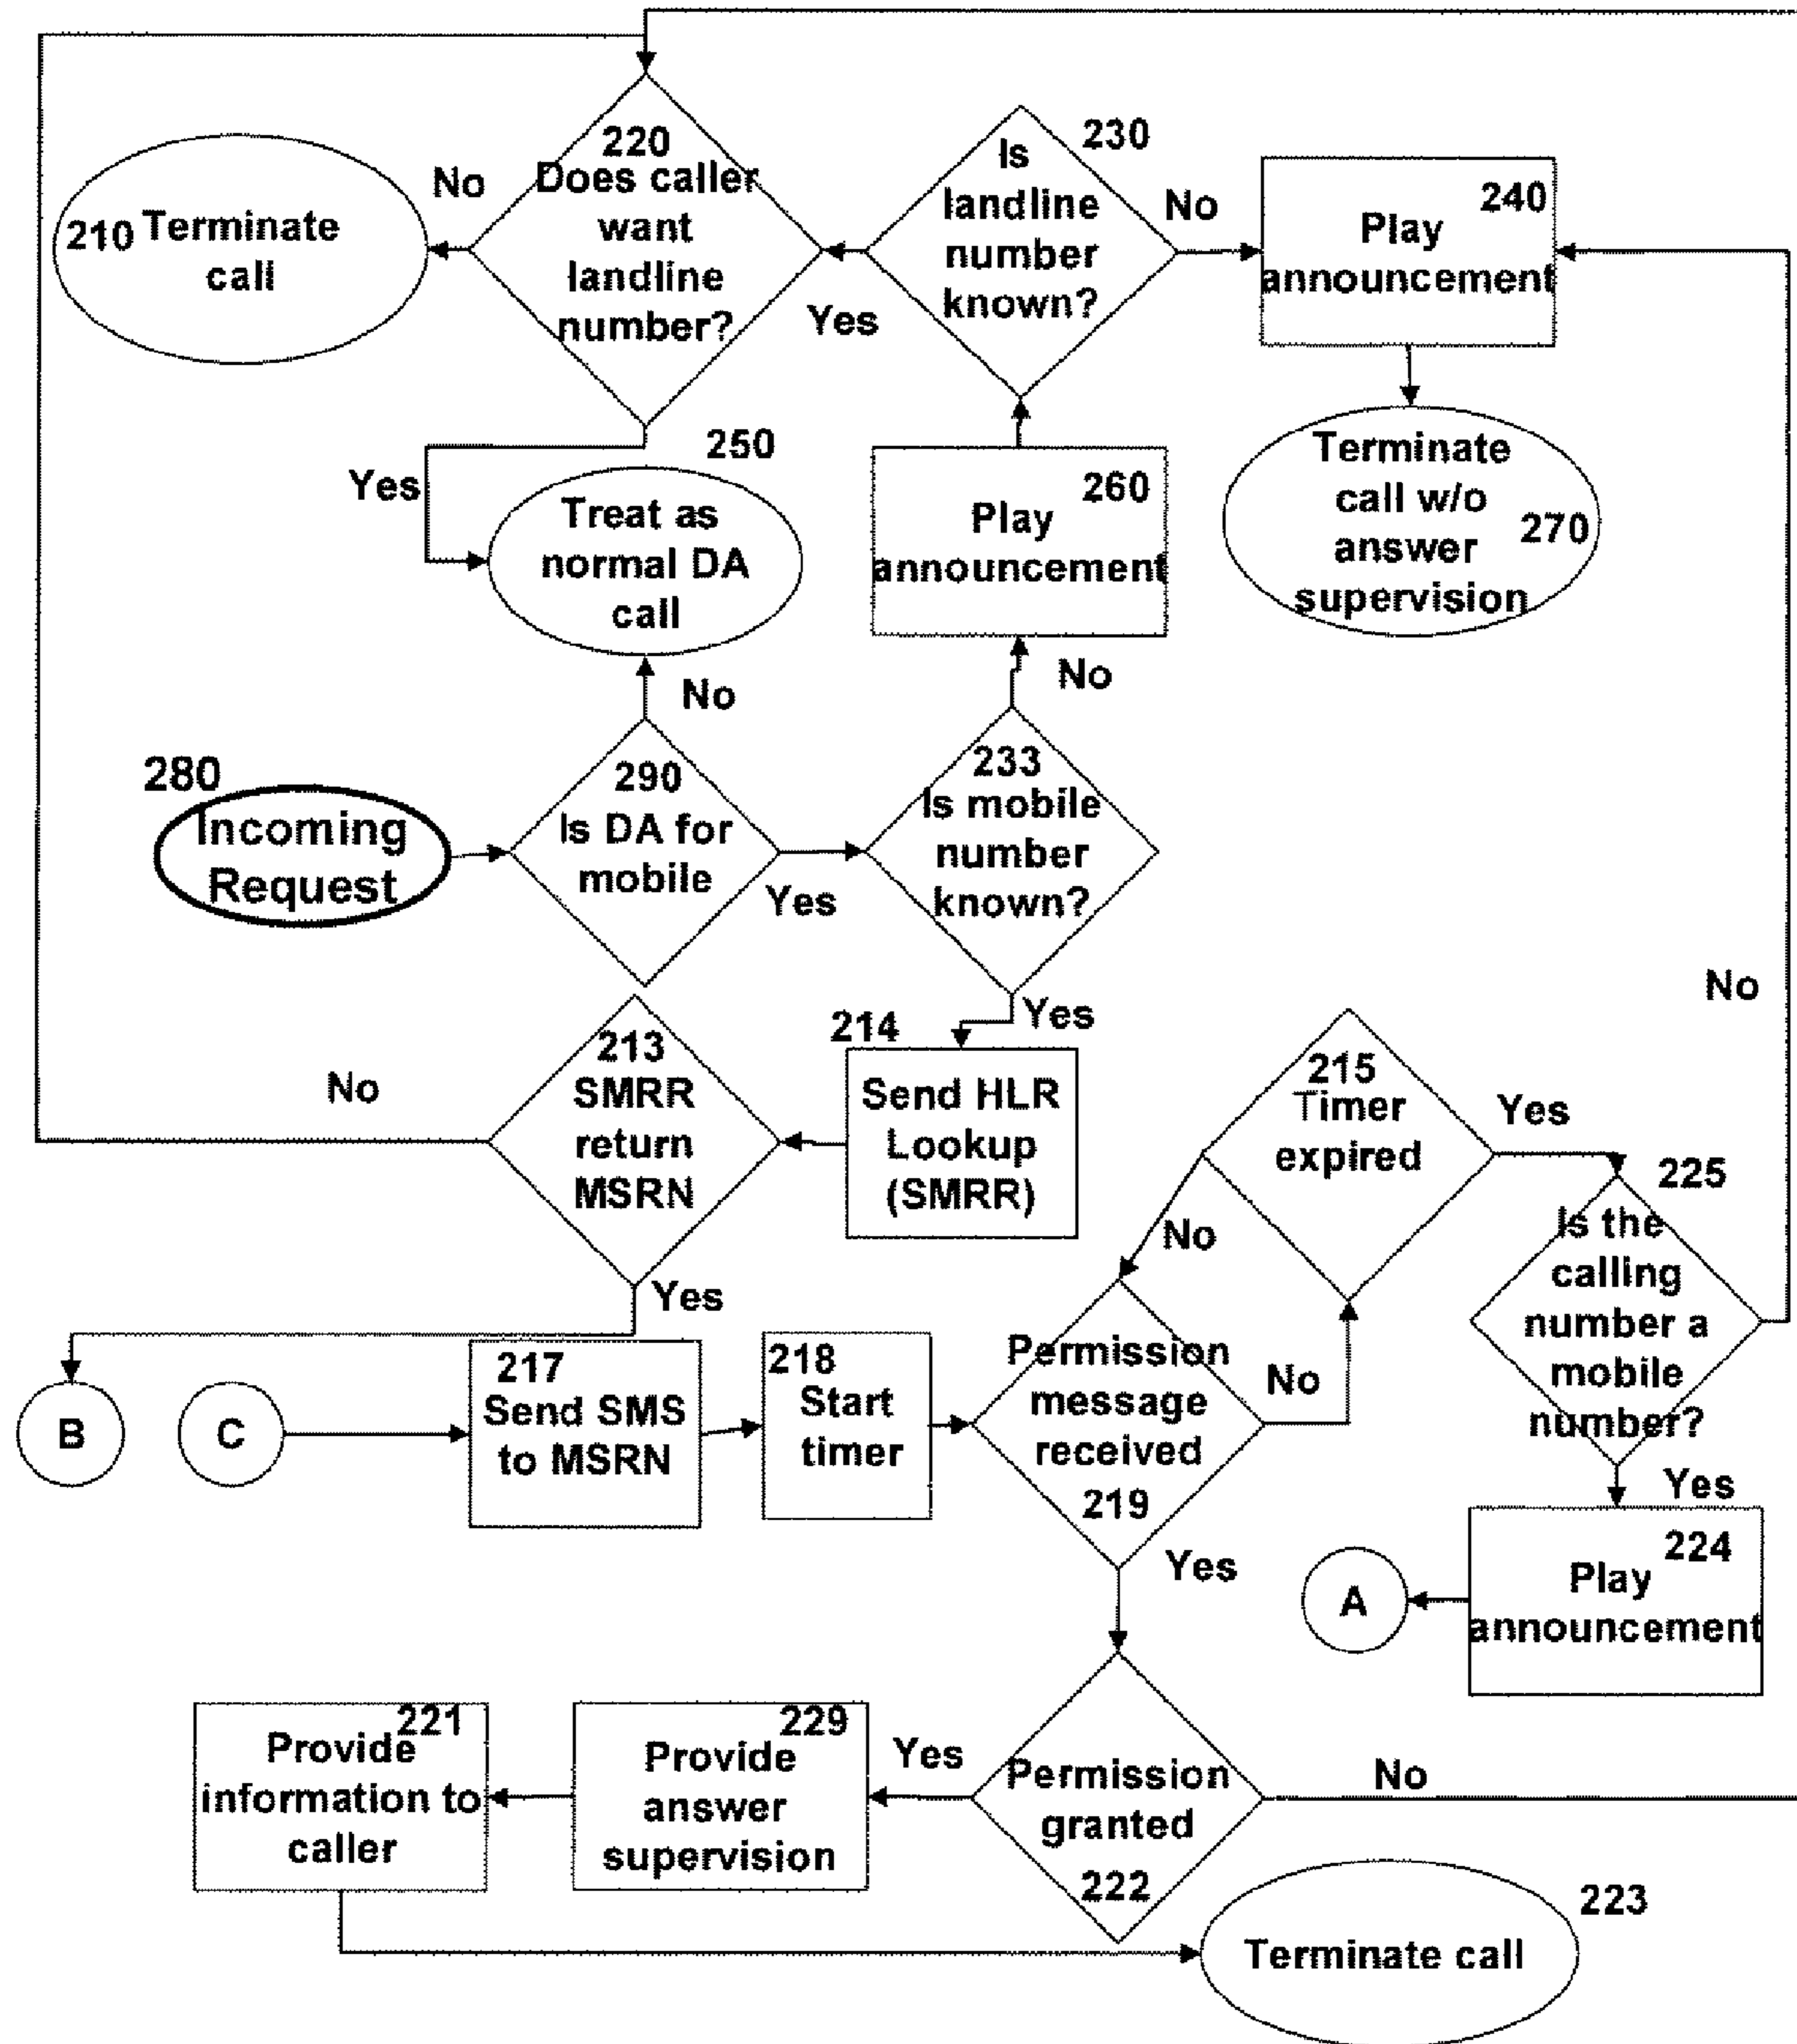 220
Does caller
want
landline
number?
No
210 Terminate
call
230
Is
landline
number
known?
No
Yes
240
Play
announcement
Yes
250
Treat as
normal DA
call
260
Play
announcement
Terminate
call w/o
answer
supervision
270
No
No
280
Incoming
Request
290
Is DA for
mobile
Yes
233
Is mobile
number
known?
Yes
No
213
SMRR
return
MSRN
No
Yes
214
Send HLR
Lookup
(SMRR)
215
Timer
expired
Yes
No
225
Is the
calling
number a
mobile
number?
Yes
B
C
217
Send SMS
to MSRN
218
Start
timer
Permission
message
received
219
No
Yes
224
Play
announcement
A
221
Provide
information to
caller
229
Provide
answer
supervision
Yes
Permission
granted
222
No
223
Terminate call